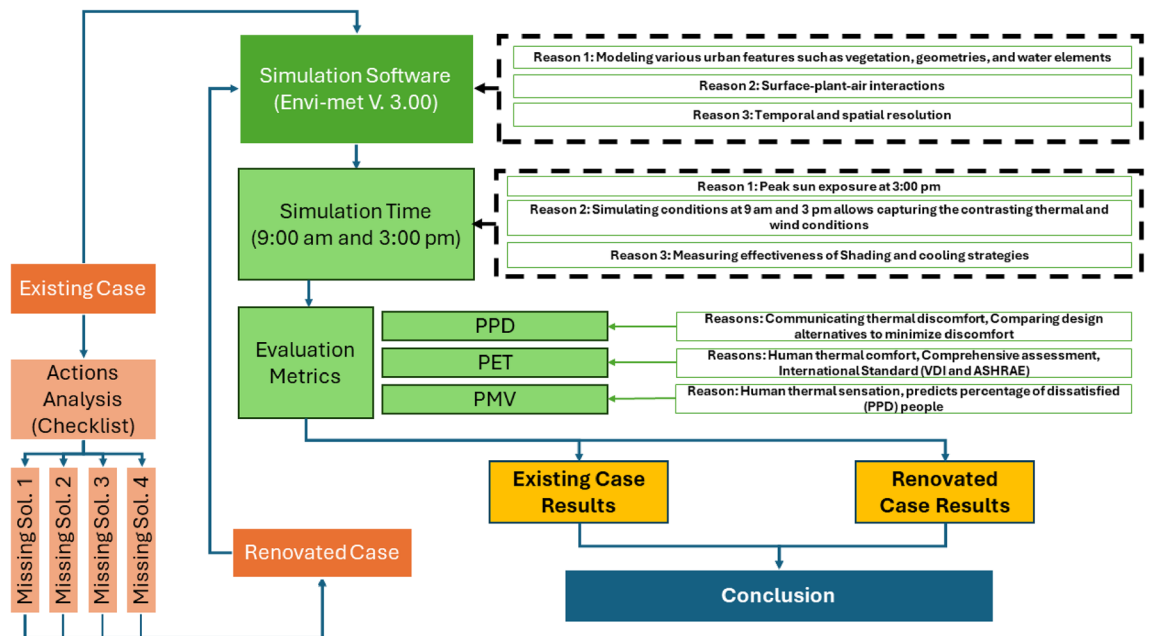 Simulation Software
(Envi-met V. 3.00)
Reason 1: Modeling various urban features such as vegetation, geometries, and water elements
Reason 2: Surface-plant-air interactions
Reason 3: Temporal and spatial resolution
Simulation Time
(9:00 am and 3:00 pm)
Reason 1: Peak sun exposure at 3:00 pm
Reason 2: Simulating conditions at 9 am and 3 pm allows capturing the contrasting thermal and
wind conditions
Reason 3: Measuring effectiveness of Shading and cooling strategies
Existing Case
Actions
Analysis
(Checklist)
Missing Sol. 1
Missing Sol. 2
Missing Sol. 3
Missing Sol. 4
Renovated Case
Evaluation
Metrics
PPD
Reasons: Communicating thermal discomfort, Comparing design
alternatives to minimize discomfort
PET
Reasons: Human thermal comfort, Comprehensive assessment,
International Standard (VDI and ASHRAE)
PMV
Reason: Human thermal sensation, predicts percentage of dissatisfied
(PPD) people
Existing Case
Results
Renovated
Case Results
Conclusion